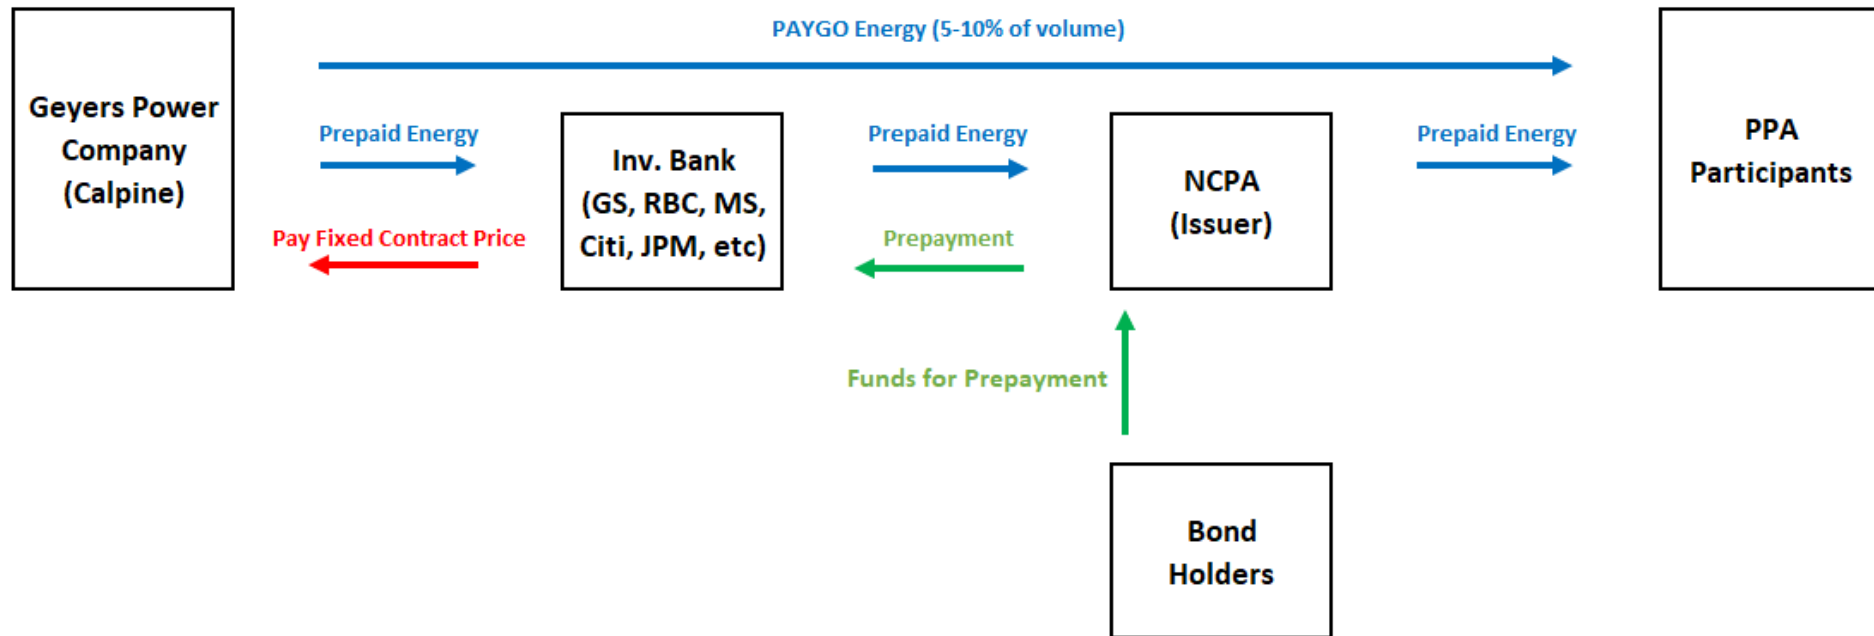 PAYGO Energy (5-10% of volume)
Geyers Power
Company
(Calpine)
Prepaid Energy
Pay Fixed Contract Price
Inv. Bank
(GS, RBC, MS,
Citi, JPM, etc)
Prepaid Energy
Prepayment
NCPA
(Issuer)
Prepaid Energy
PPA
Participants
Funds for Prepayment
Bond
Holders